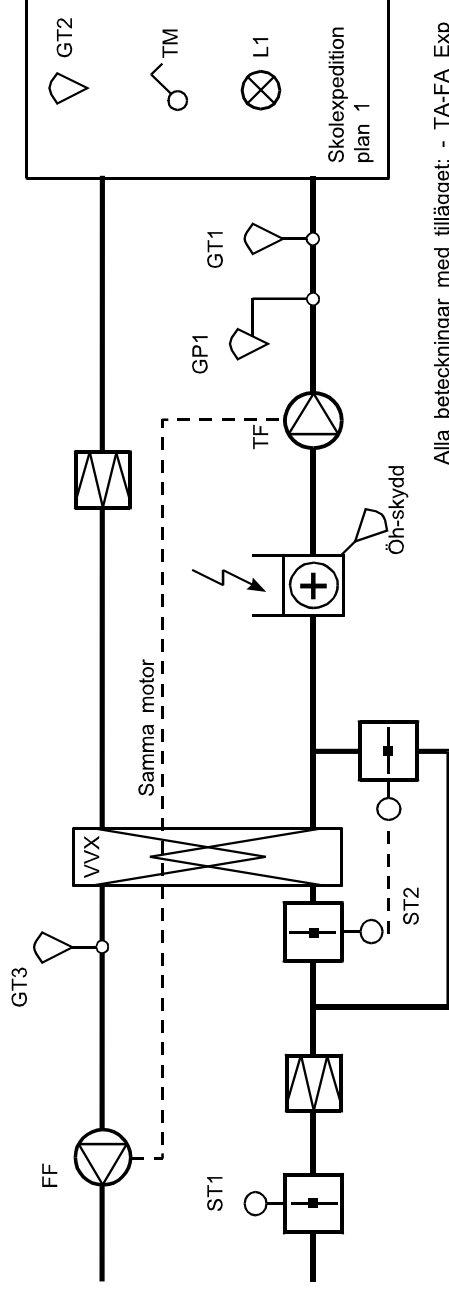 FF
GT3
VVX
Samma motor
ST1
ST2
TF
Öh-skydd
GP1
GT1
GT2
TM
L1
Skolexpedition
plan 1
Alla beteckningar med tillägget: - TA-FA Exp